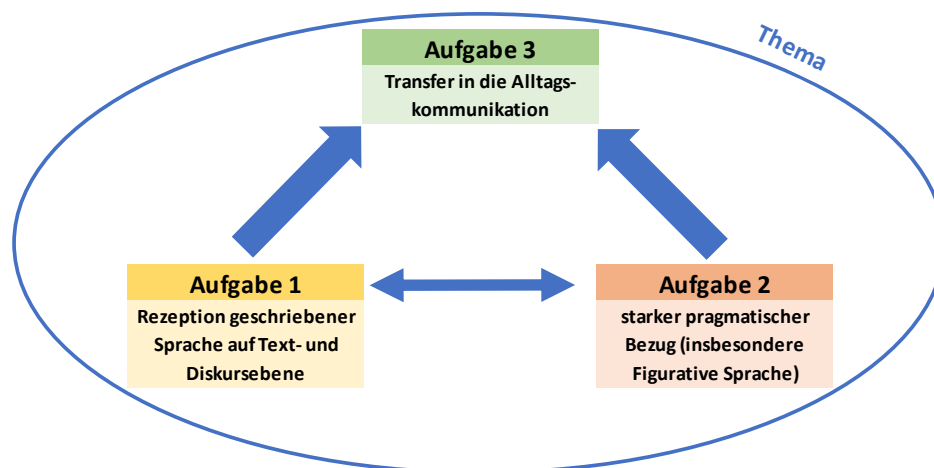 Thema
Aufgabe 3
Transfer in die Alltags-
kommunikation
Aufgabe 1
Rezeption geschriebener
Sprache auf Text- und
Diskursebene
Aufgabe 2
starker pragmatischer
Bezug (insbesondere
Figurative Sprache)